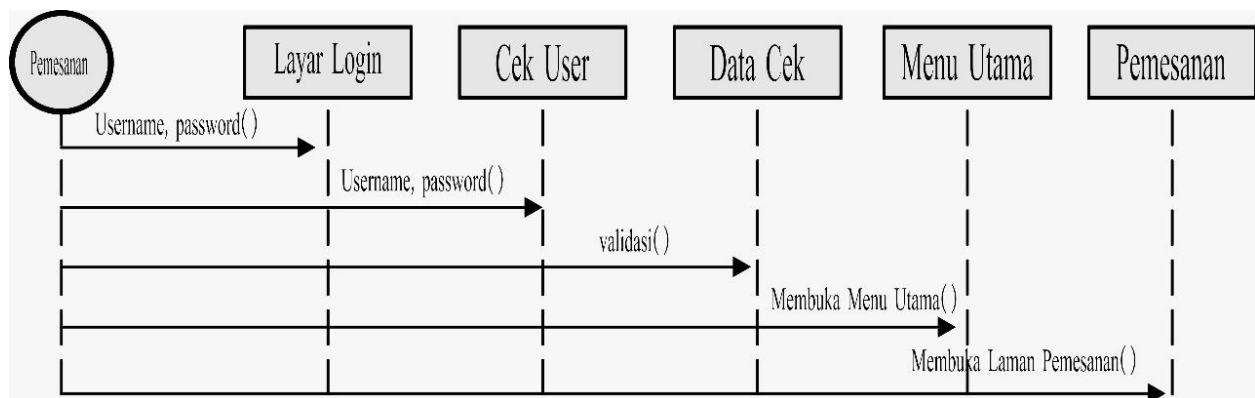 Pemesanan
Layar Login
Cek User
Data Cek
Menu Utama
Pemesanan
Username, password()
Username, password()
validasi()
Membuka Menu Utama()
Membuka Laman Pemesanan()